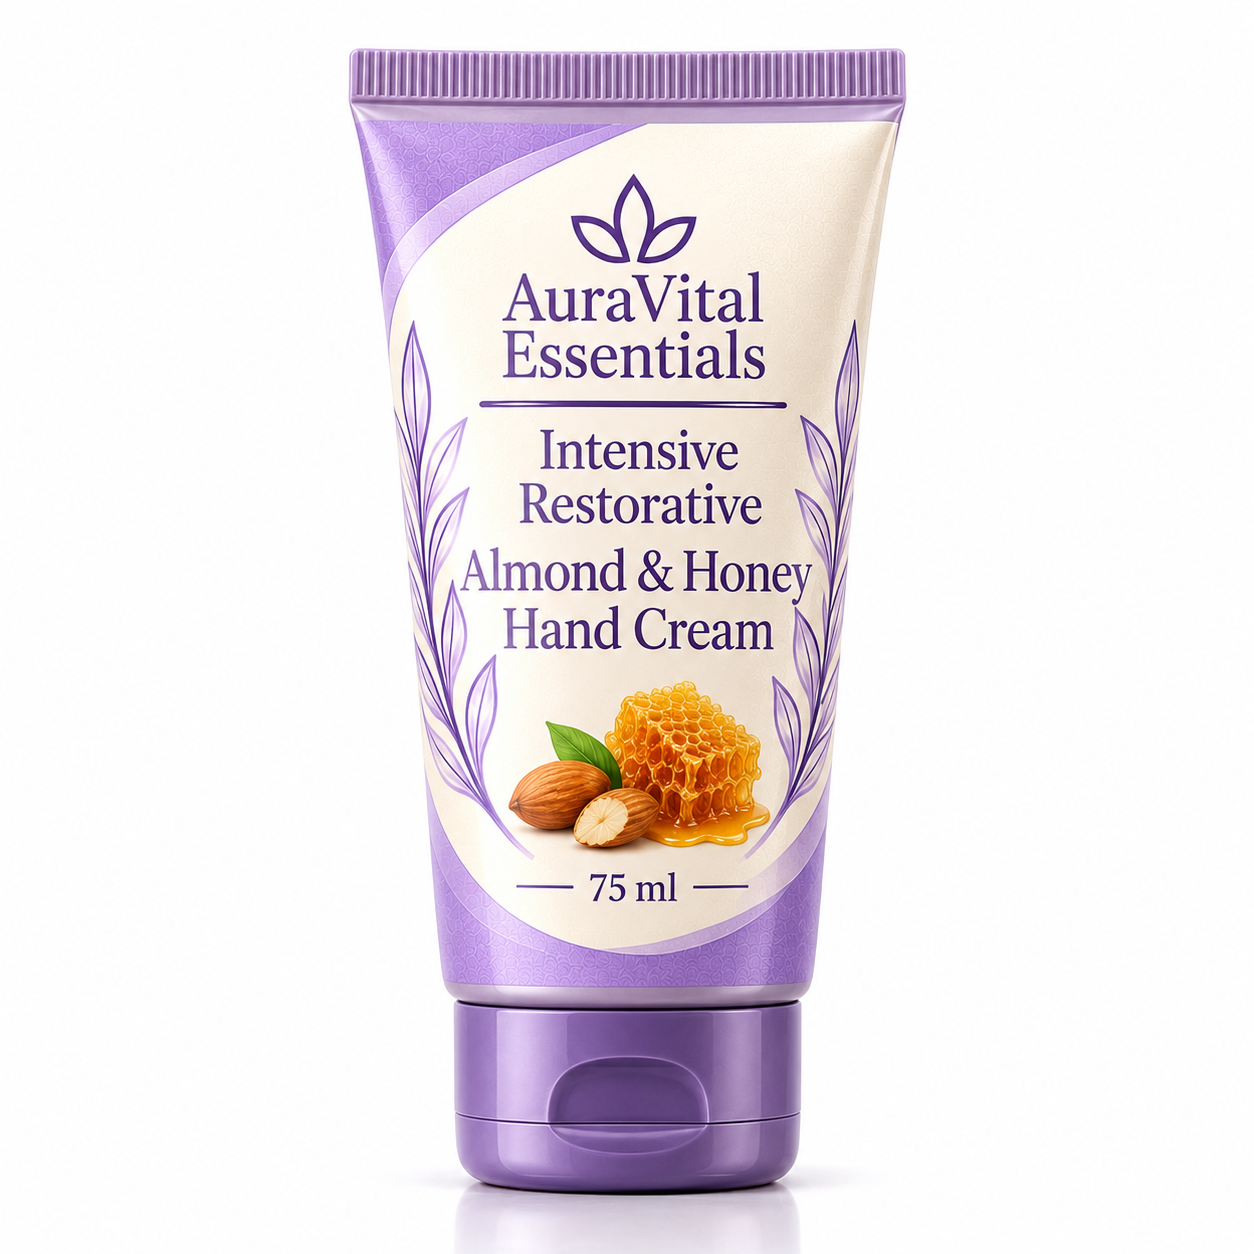 AuraVital
Essentials
Intensive
Restorative
Almond & Honey
Hand Cream
75 ml